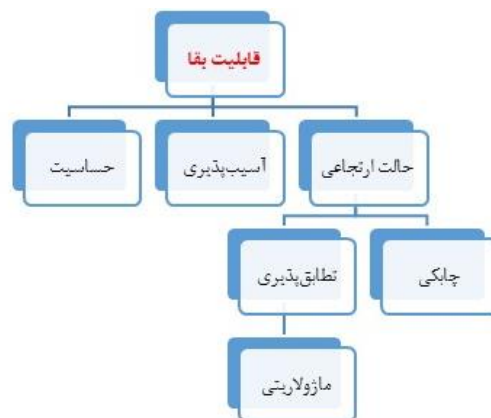 قابلیت بقا
حالت ارتجاعی
آسیب‌پذیری
حساسیت
چابکی
تطابق‌پذیری
ماژولاریتی